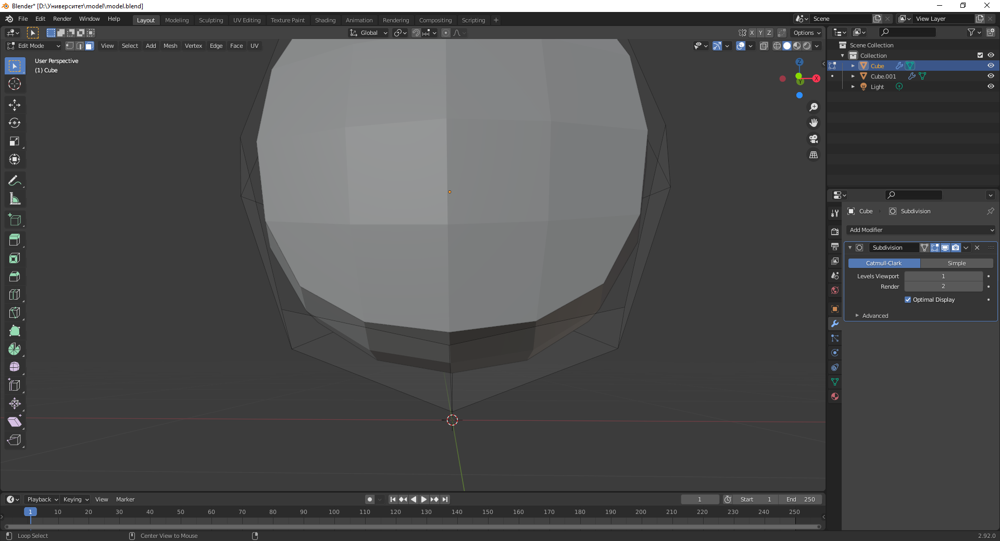 Blender* [D:\Университет\model\model.blend]
File Edit Render Window Help Layout Modeling Sculpting UV Editing Texture Paint Shading Animation Rendering Compositing Scripting + Scene View Layer
Global X Y Z Options
Edit Mode View Select Add Mesh Vertex Edge Face UV
User Perspective
(1) Cube
Z
X
Y
Scene Collection
Collection
Cube
Cube.001
Light
Cube Subdivision
Add Modifier
Subdivision
Catmull-Clark Simple
Levels Viewport 1
Render 2
Optimal Display
Advanced
Playback Keying View Marker 1 Start 1 End 250
1 10 20 30 40 50 60 70 80 90 100 110 120 130 140 150 160 170 180 190 200 210 220 230 240 250
Loop Select Center View to Mouse 2.92.0